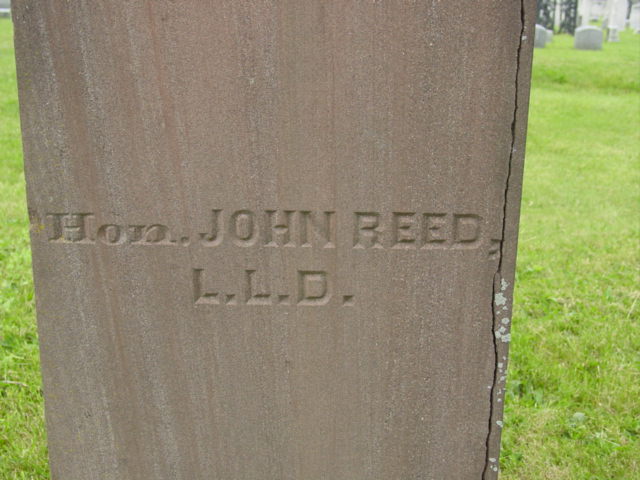 Hon. JOHN REED,
L.L.D.